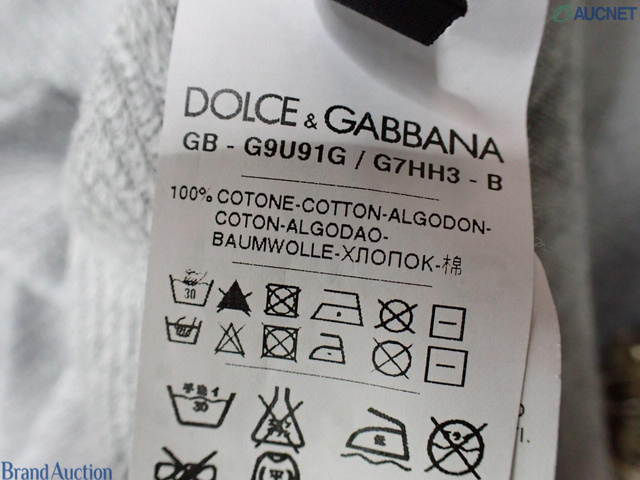 AUCNET
DOLCE & GABBANA
GB - G9U91G / G7HH3 - B
100% COTONE-COTTON-ALGODON-
COTON-ALGODAO-
BAUMWOLLE-ХЛОПОК-棉
30
手洗イ
30
Brand Auction